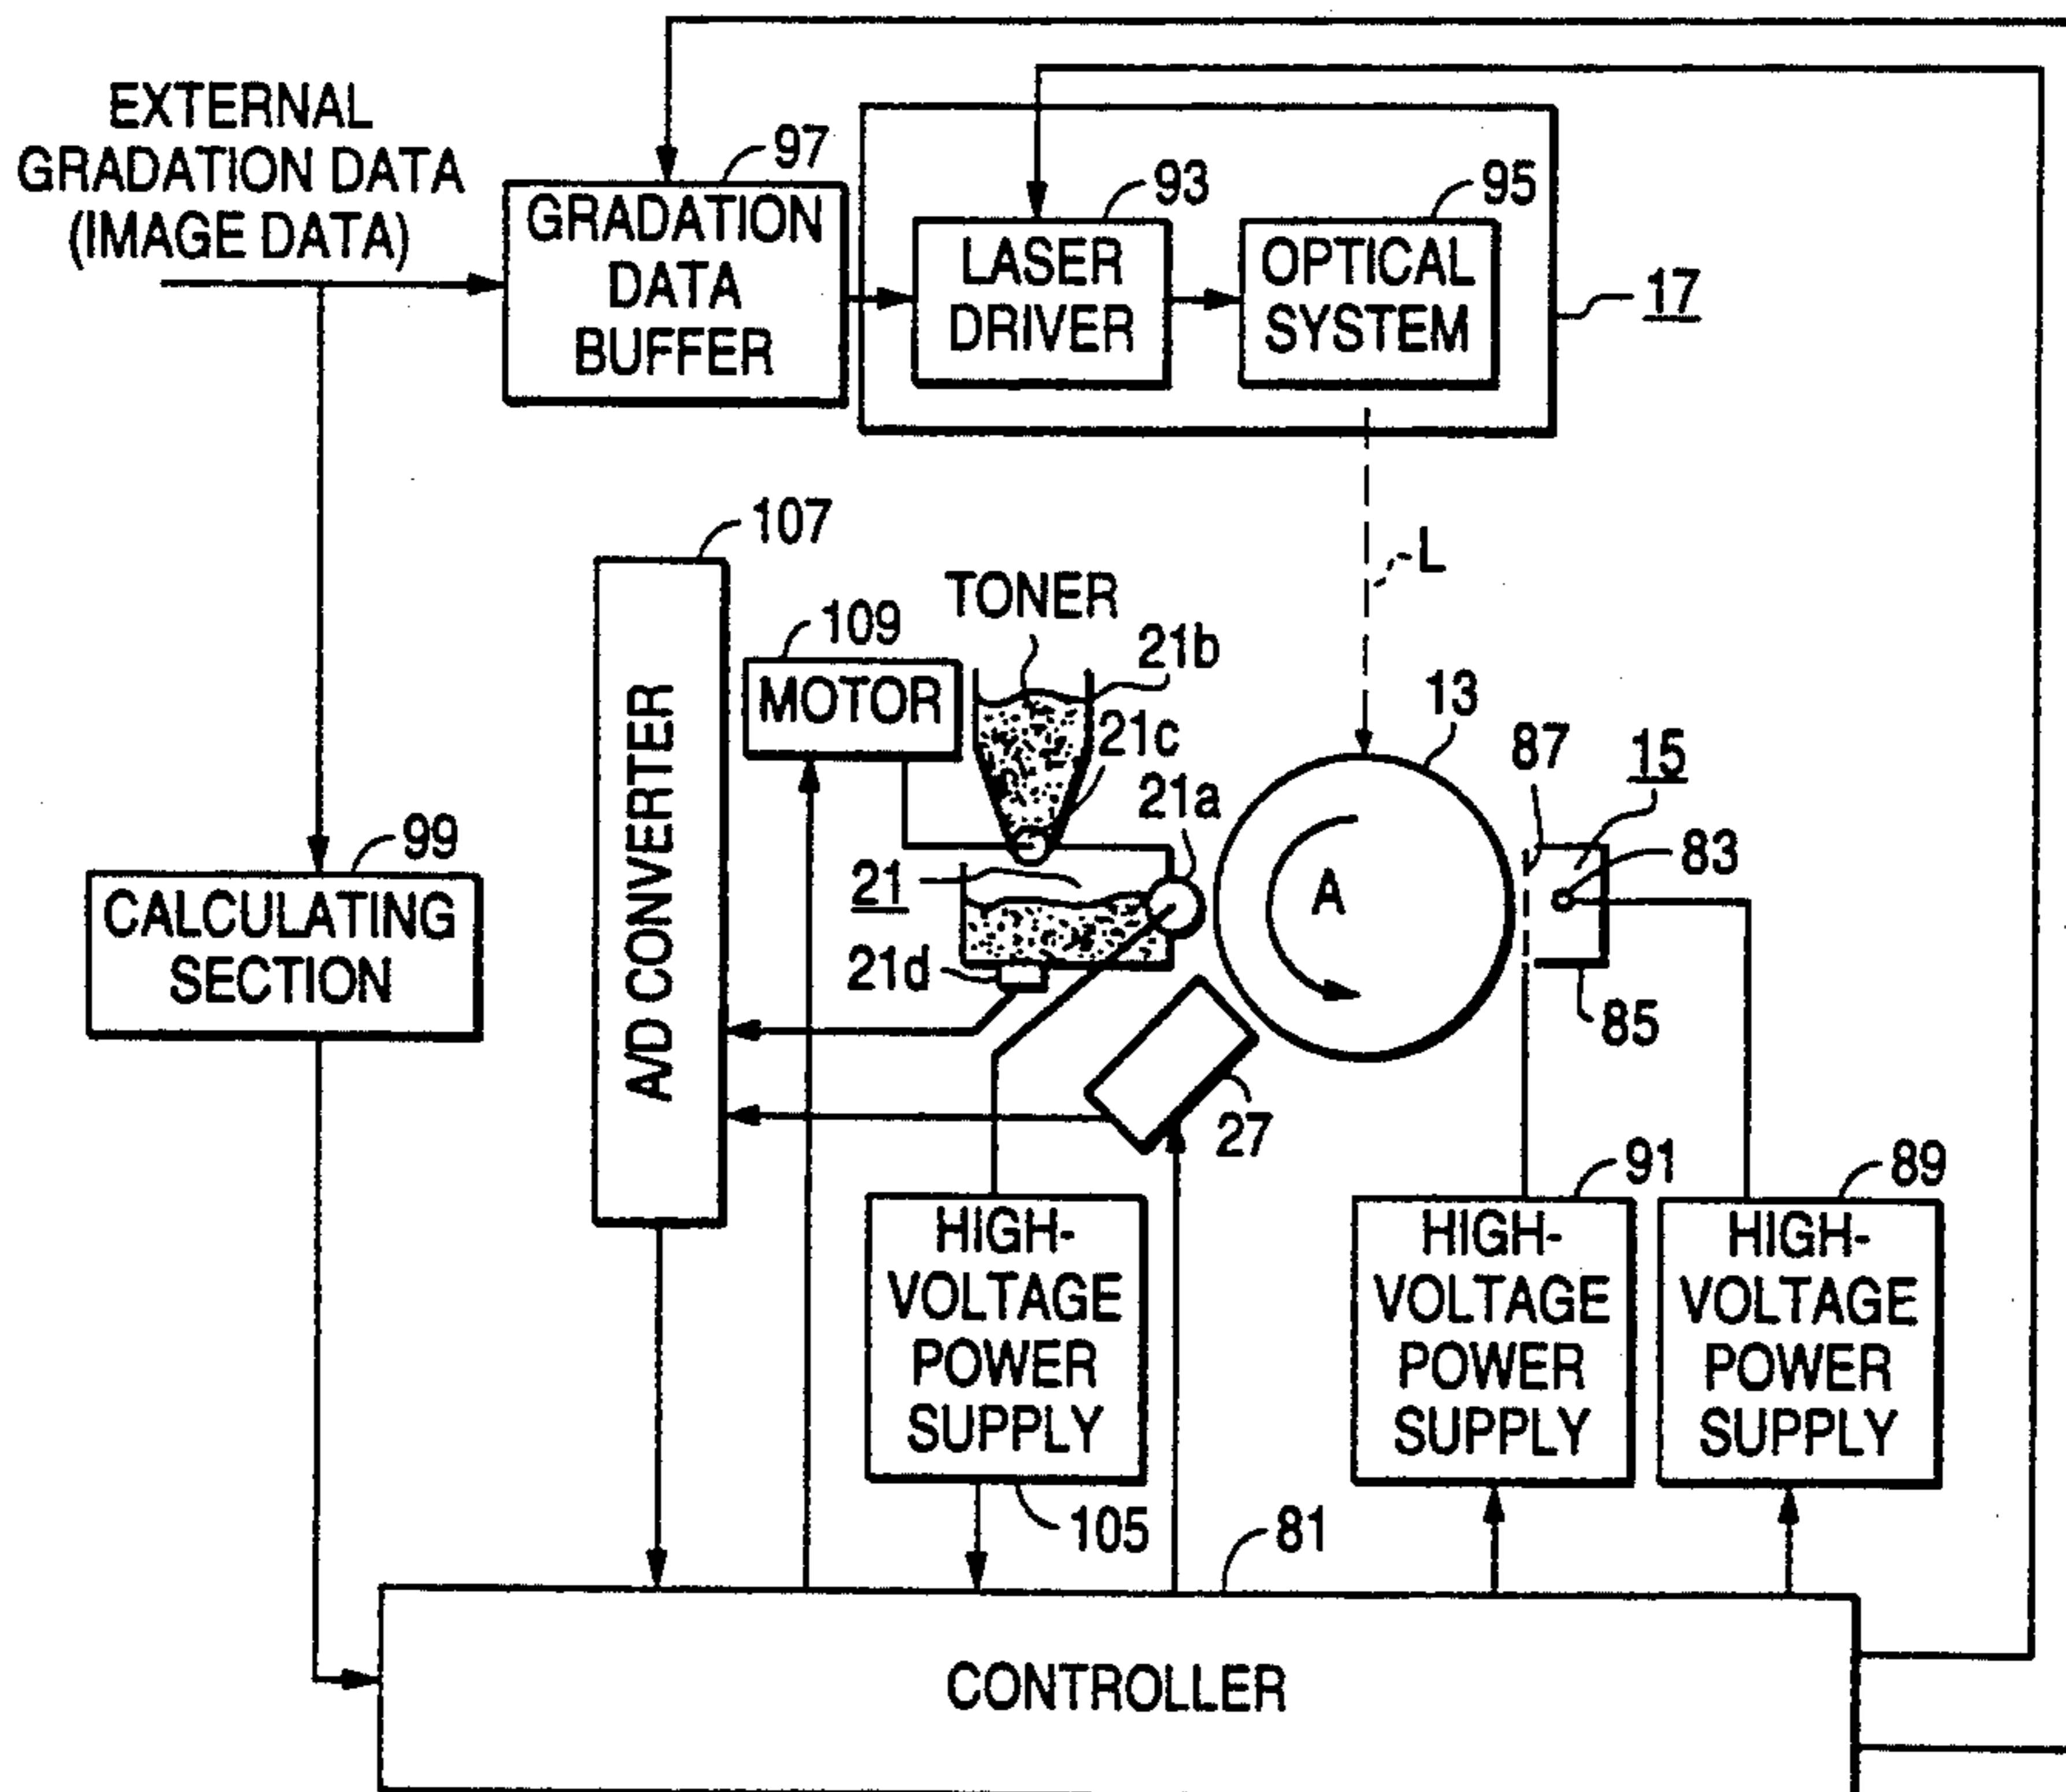 EXTERNAL
GRADATION DATA
(IMAGE DATA)
97
GRADATION
DATA
BUFFER
93
LASER
DRIVER
95
OPTICAL
SYSTEM
17
107
A/D CONVERTER
109
MOTOR
TONER
21b
21c
21a
L
13
A
87
15
83
85
99
CALCULATING
SECTION
21
21d
27
91
89
HIGH-
VOLTAGE
POWER
SUPPLY
105
HIGH-
VOLTAGE
POWER
SUPPLY
HIGH-
VOLTAGE
POWER
SUPPLY
81
CONTROLLER